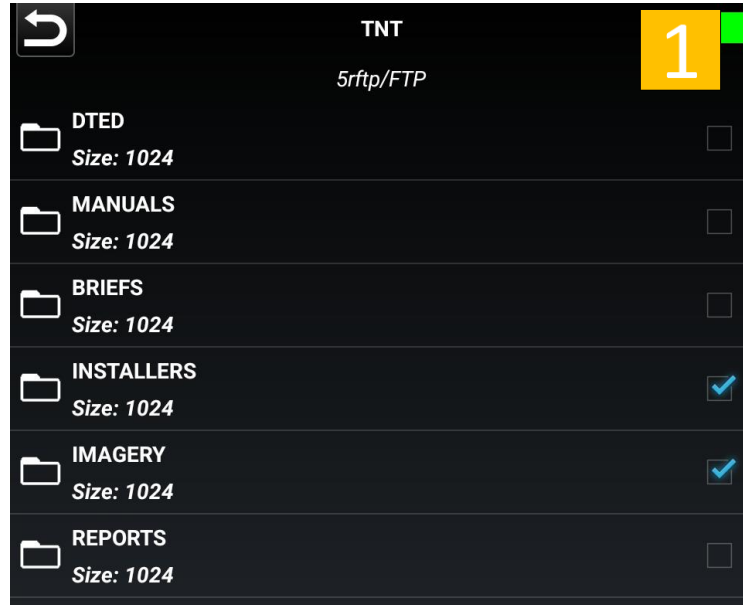 TNT
1
5rftp/FTP
DTED
Size: 1024
MANUALS
Size: 1024
BRIEFS
Size: 1024
INSTALLERS
Size: 1024
IMAGERY
Size: 1024
REPORTS
Size: 1024